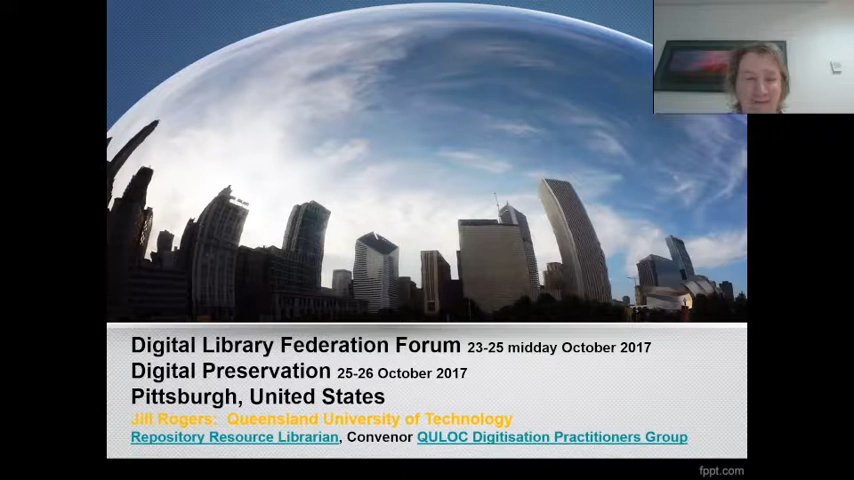 Digital Library Federation Forum 23-25 midday October 2017
Digital Preservation 25-26 October 2017
Pittsburgh, United States
Jill Rogers: Queensland University of Technology
Repository Resource Librarian, Convenor QULOC Digitisation Practitioners Group
fppt.com